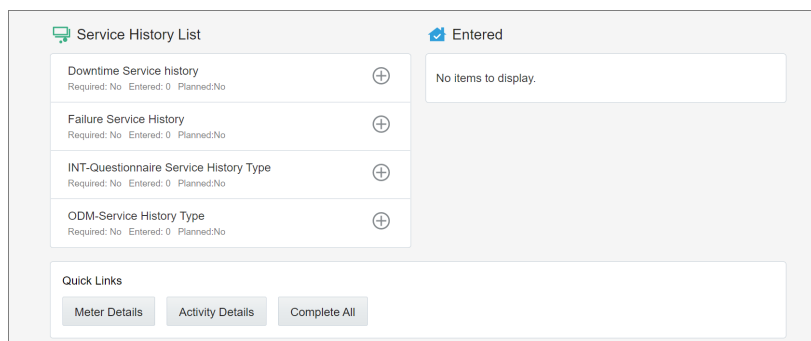 Service History List
Downtime Service history
Required: No Entered: 0 Planned:No
Failure Service History
Required: No Entered: 0 Planned:No
INT-Questionnaire Service History Type
Required: No Entered: 0 Planned:No
ODM-Service History Type
Required: No Entered: 0 Planned:No
Entered
No items to display.
Quick Links
Meter Details
Activity Details
Complete All